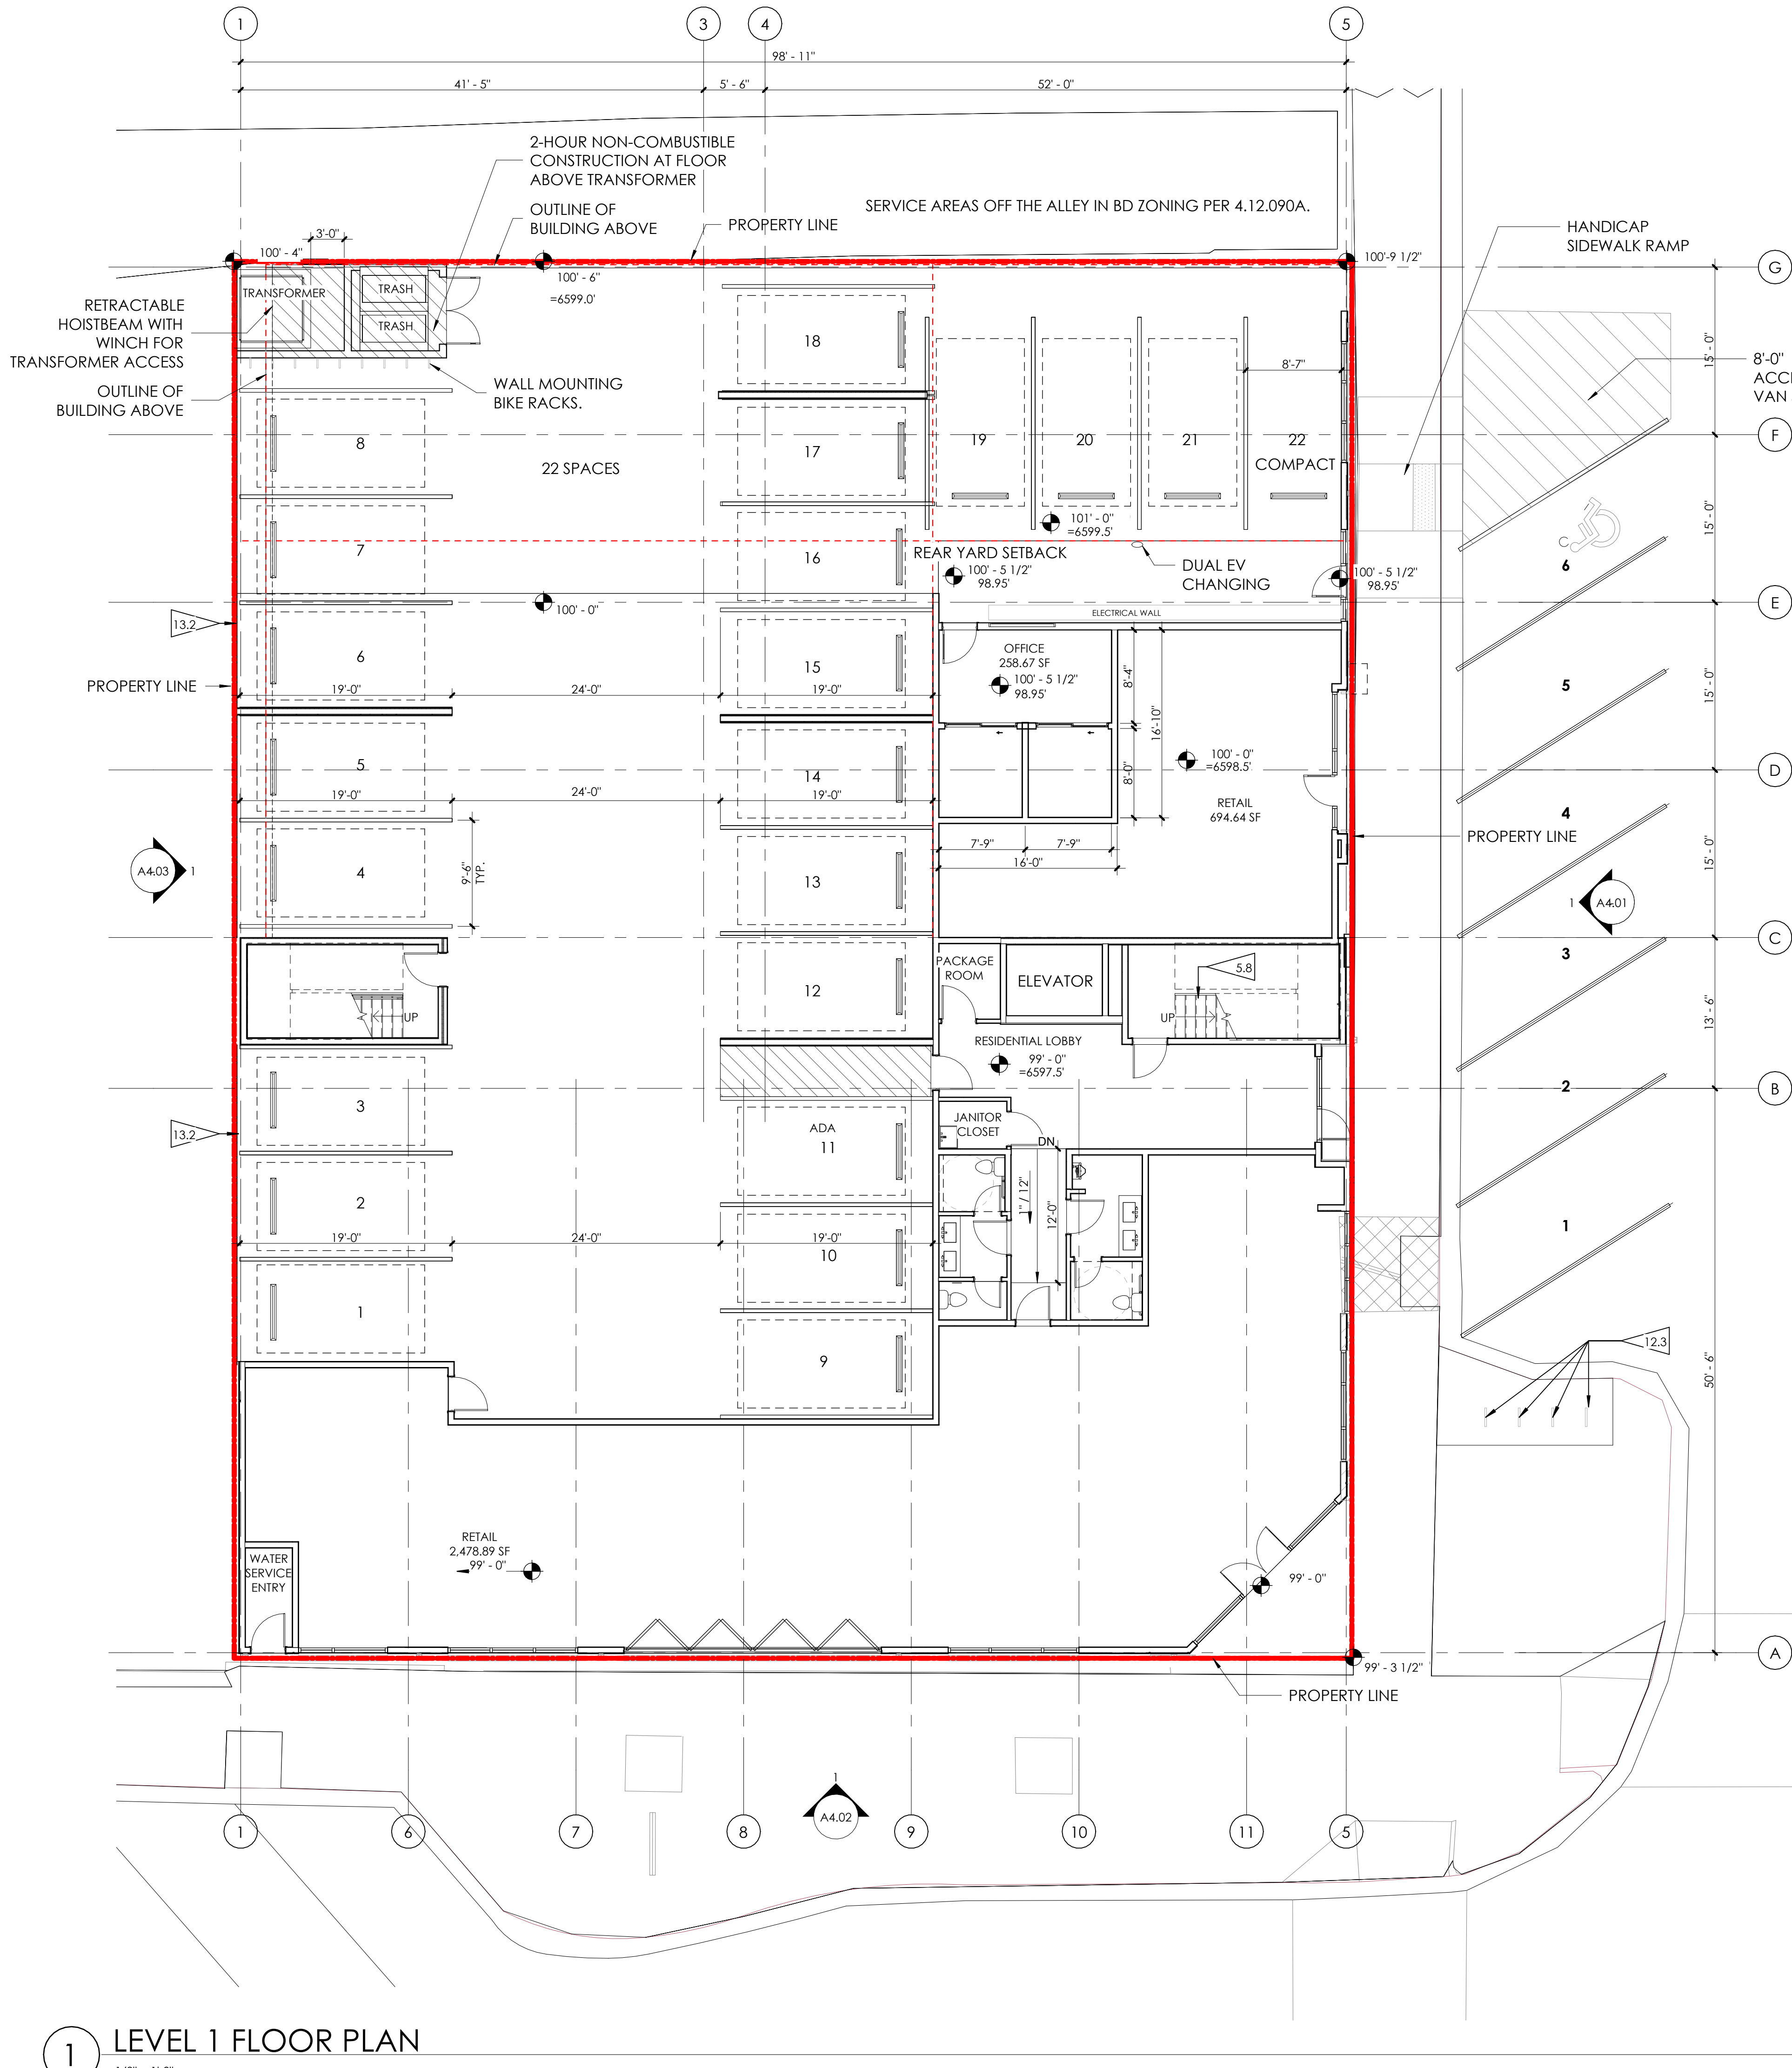 1
3
4
5
98' - 11"
41' - 5"
5' - 6"
52' - 0"
2-HOUR NON-COMBUSTIBLE
CONSTRUCTION AT FLOOR
ABOVE TRANSFORMER
OUTLINE OF
BUILDING ABOVE
PROPERTY LINE
SERVICE AREAS OFF THE ALLEY IN BD ZONING PER 4.12.090A.
HANDICAP
SIDEWALK RAMP
3'-0"
100' - 4"
100' - 6"
=6599.0'
100'-9 1/2"
G
TRANSFORMER
TRASH
TRASH
RETRACTABLE
HOISTBEAM WITH
WINCH FOR
TRANSFORMER ACCESS
OUTLINE OF
BUILDING ABOVE
WALL MOUNTING
BIKE RACKS.
18
8'-7"
15' - 0"
8'-0"
ACC
VAN
8
22 SPACES
17
19
20
21
22
COMPACT
F
7
16
101' - 0"
=6599.5'
REAR YARD SETBACK
100' - 5 1/2"
98.95'
DUAL EV
CHANGING
100' - 5 1/2"
98.95'
15' - 0"
C
6
13.2
100' - 0"
ELECTRICAL WALL
E
6
15
OFFICE
258.67 SF
100' - 5 1/2"
98.95'
8'-4"
16'-10"
PROPERTY LINE
19'-0"
24'-0"
19'-0"
5
15' - 0"
5
14
100' - 0"
=6598.5'
D
19'-0"
24'-0"
19'-0"
8'-0"
RETAIL
694.64 SF
4
PROPERTY LINE
7'-9"
7'-9"
16'-0"
15' - 0"
A4.03
1
4
9'-6"
TYP.
13
1
A4.01
C
PACKAGE
ROOM
ELEVATOR
5.8
3
12
UP
UP
13' - 6"
RESIDENTIAL LOBBY
99' - 0"
=6597.5'
2
B
3
13.2
ADA
11
JANITOR
CLOSET
DN
2
1" / 12"
12'-0"
1
19'-0"
24'-0"
19'-0"
10
1
9
12.3
50' - 6"
RETAIL
2,478.89 SF
99' - 0"
WATER
SERVICE
ENTRY
99' - 0"
99' - 3 1/2"
A
PROPERTY LINE
1
A4.02
1
6
7
8
9
10
11
5
1
LEVEL 1 FLOOR PLAN